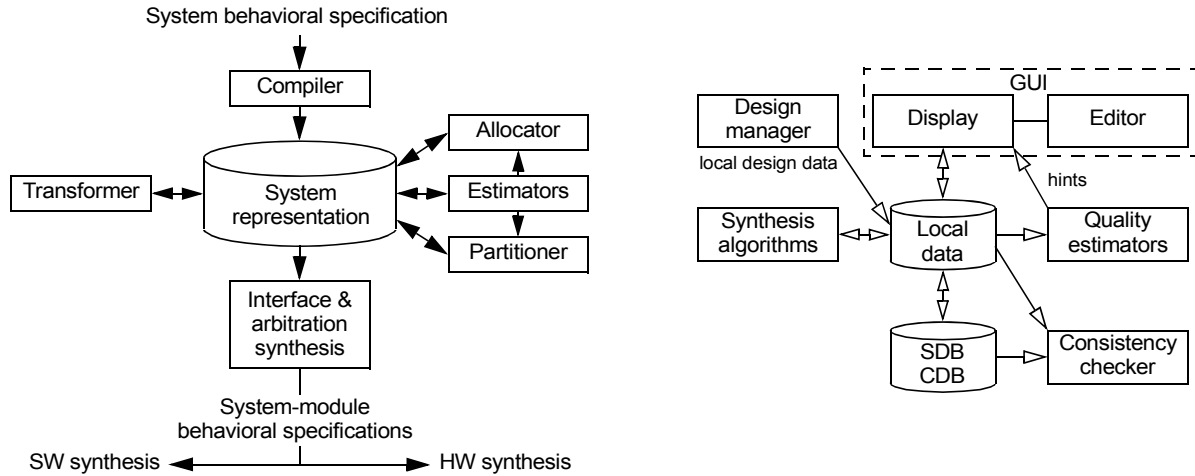 System behavioral specification
Compiler
Allocator
Transformer
System
representation
Estimators
Partitioner
Interface &
arbitration
synthesis
System-module
behavioral specifications
SW synthesis
HW synthesis
GUI
Design
manager
Display
Editor
local design data
hints
Synthesis
algorithms
Local
data
Quality
estimators
SDB
CDB
Consistency
checker